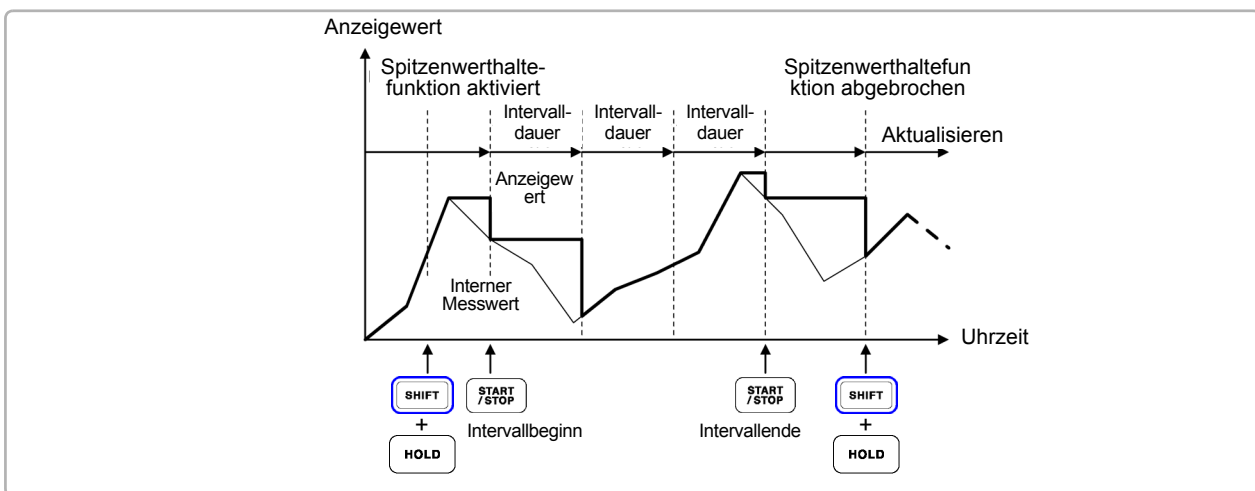 Anzeigewert
Spitzenwerthalte-
funktion aktiviert
Spitzenwerthaltefun
ktion abgebrochen
Intervall-
dauer
Intervall-
dauer
Intervall-
dauer
Aktualisieren
Anzeigew
ert
Interner
Messwert
Uhrzeit
SHIFT
+
HOLD
START
/STOP
Intervallbeginn
START
/STOP
Intervallende
SHIFT
+
HOLD